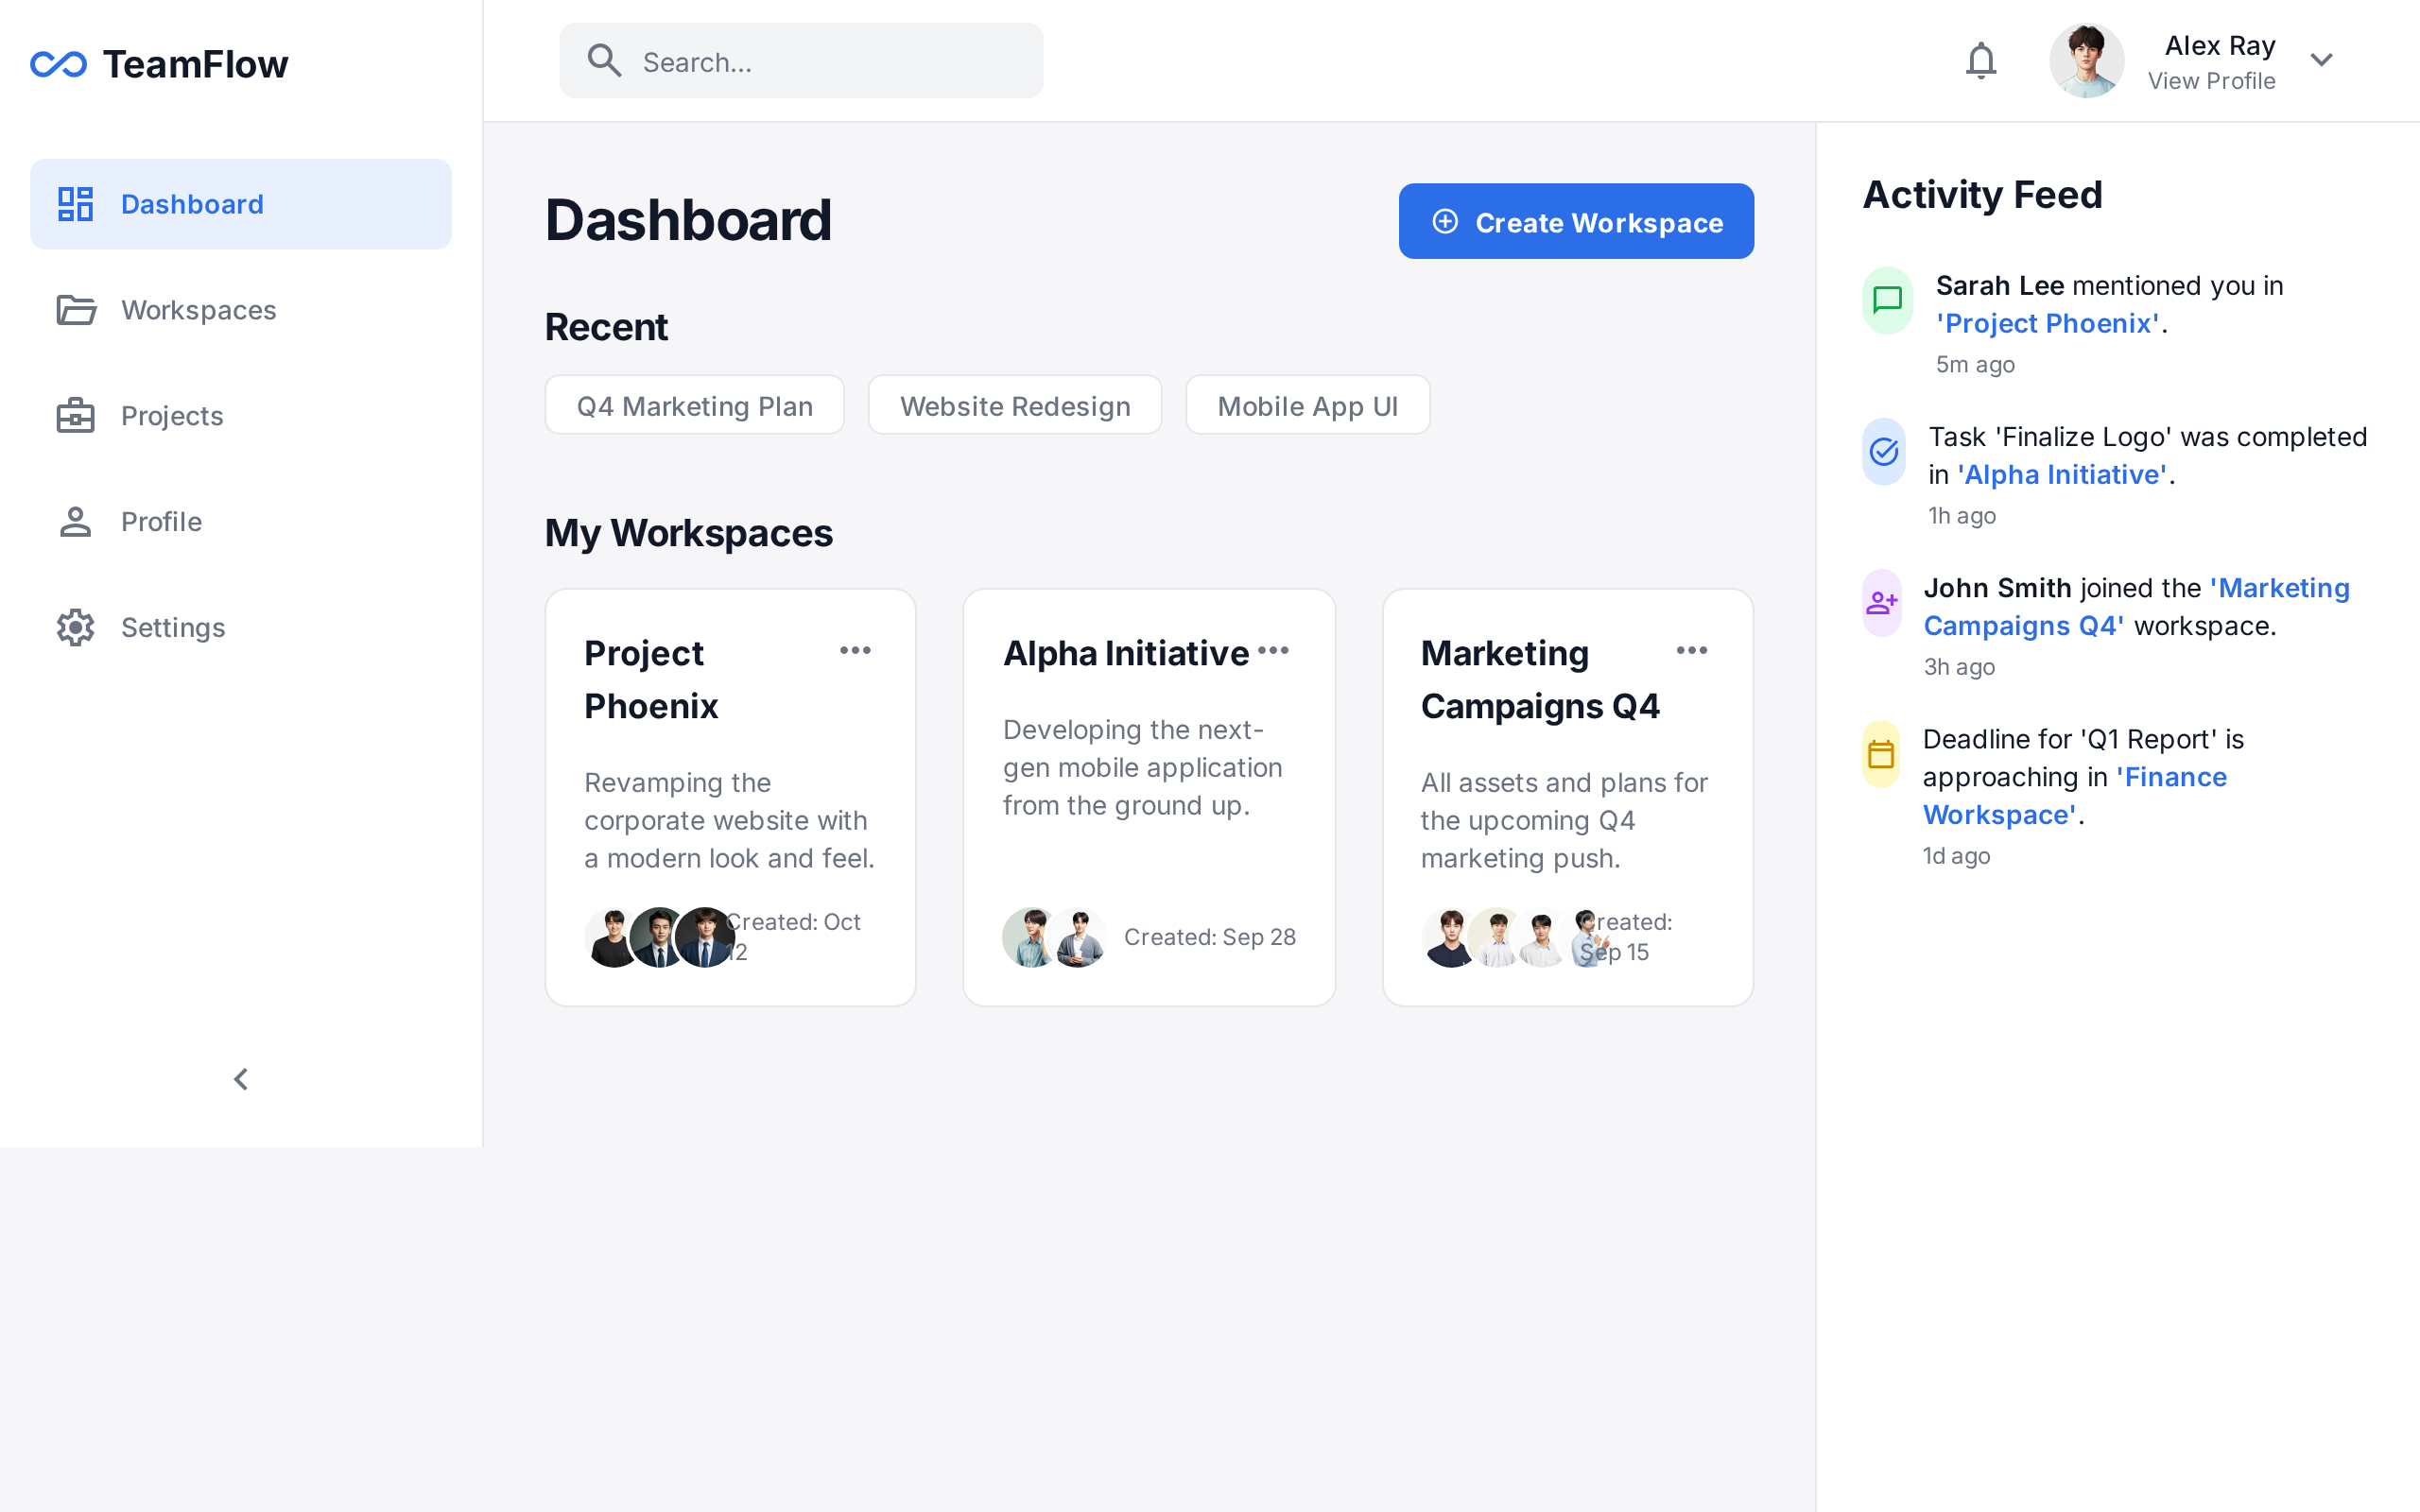 TeamFlow
Dashboard
Workspaces
Projects
Profile
Settings
Search...
Alex Ray
View Profile
Dashboard
Create Workspace
Recent
Q4 Marketing Plan
Website Redesign
Mobile App UI
My Workspaces
Project
Phoenix
Revamping the
corporate website with
a modern look and feel.
Created: Oct
12
Alpha Initiative
Developing the next-
gen mobile application
from the ground up.
Created: Sep 28
Marketing
Campaigns Q4
All assets and plans for
the upcoming Q4
marketing push.
Created:
Sep 15
Activity Feed
Sarah Lee mentioned you in
'Project Phoenix'.
5m ago
Task 'Finalize Logo' was completed
in 'Alpha Initiative'.
1h ago
John Smith joined the 'Marketing
Campaigns Q4' workspace.
3h ago
Deadline for 'Q1 Report' is
approaching in 'Finance
Workspace'.
1d ago